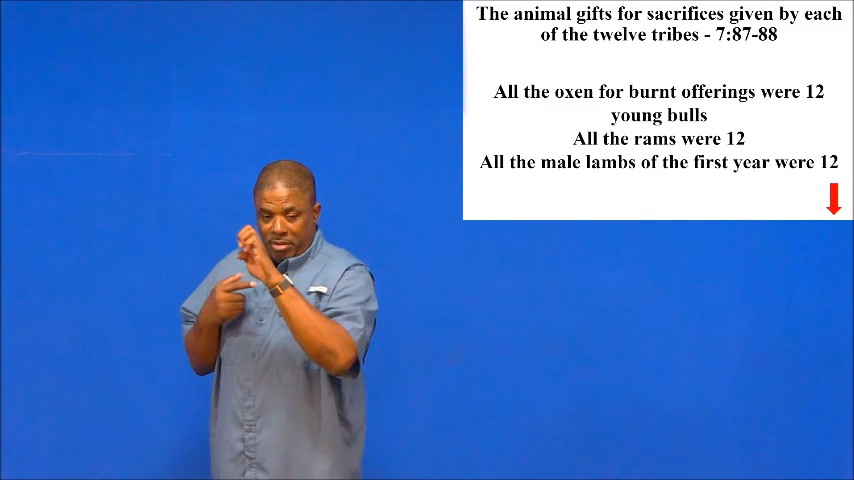 The animal gifts for sacrifices given by each
of the twelve tribes - 7:87-88
All the oxen for burnt offerings were 12
young bulls
All the rams were 12
All the male lambs of the first year were 12